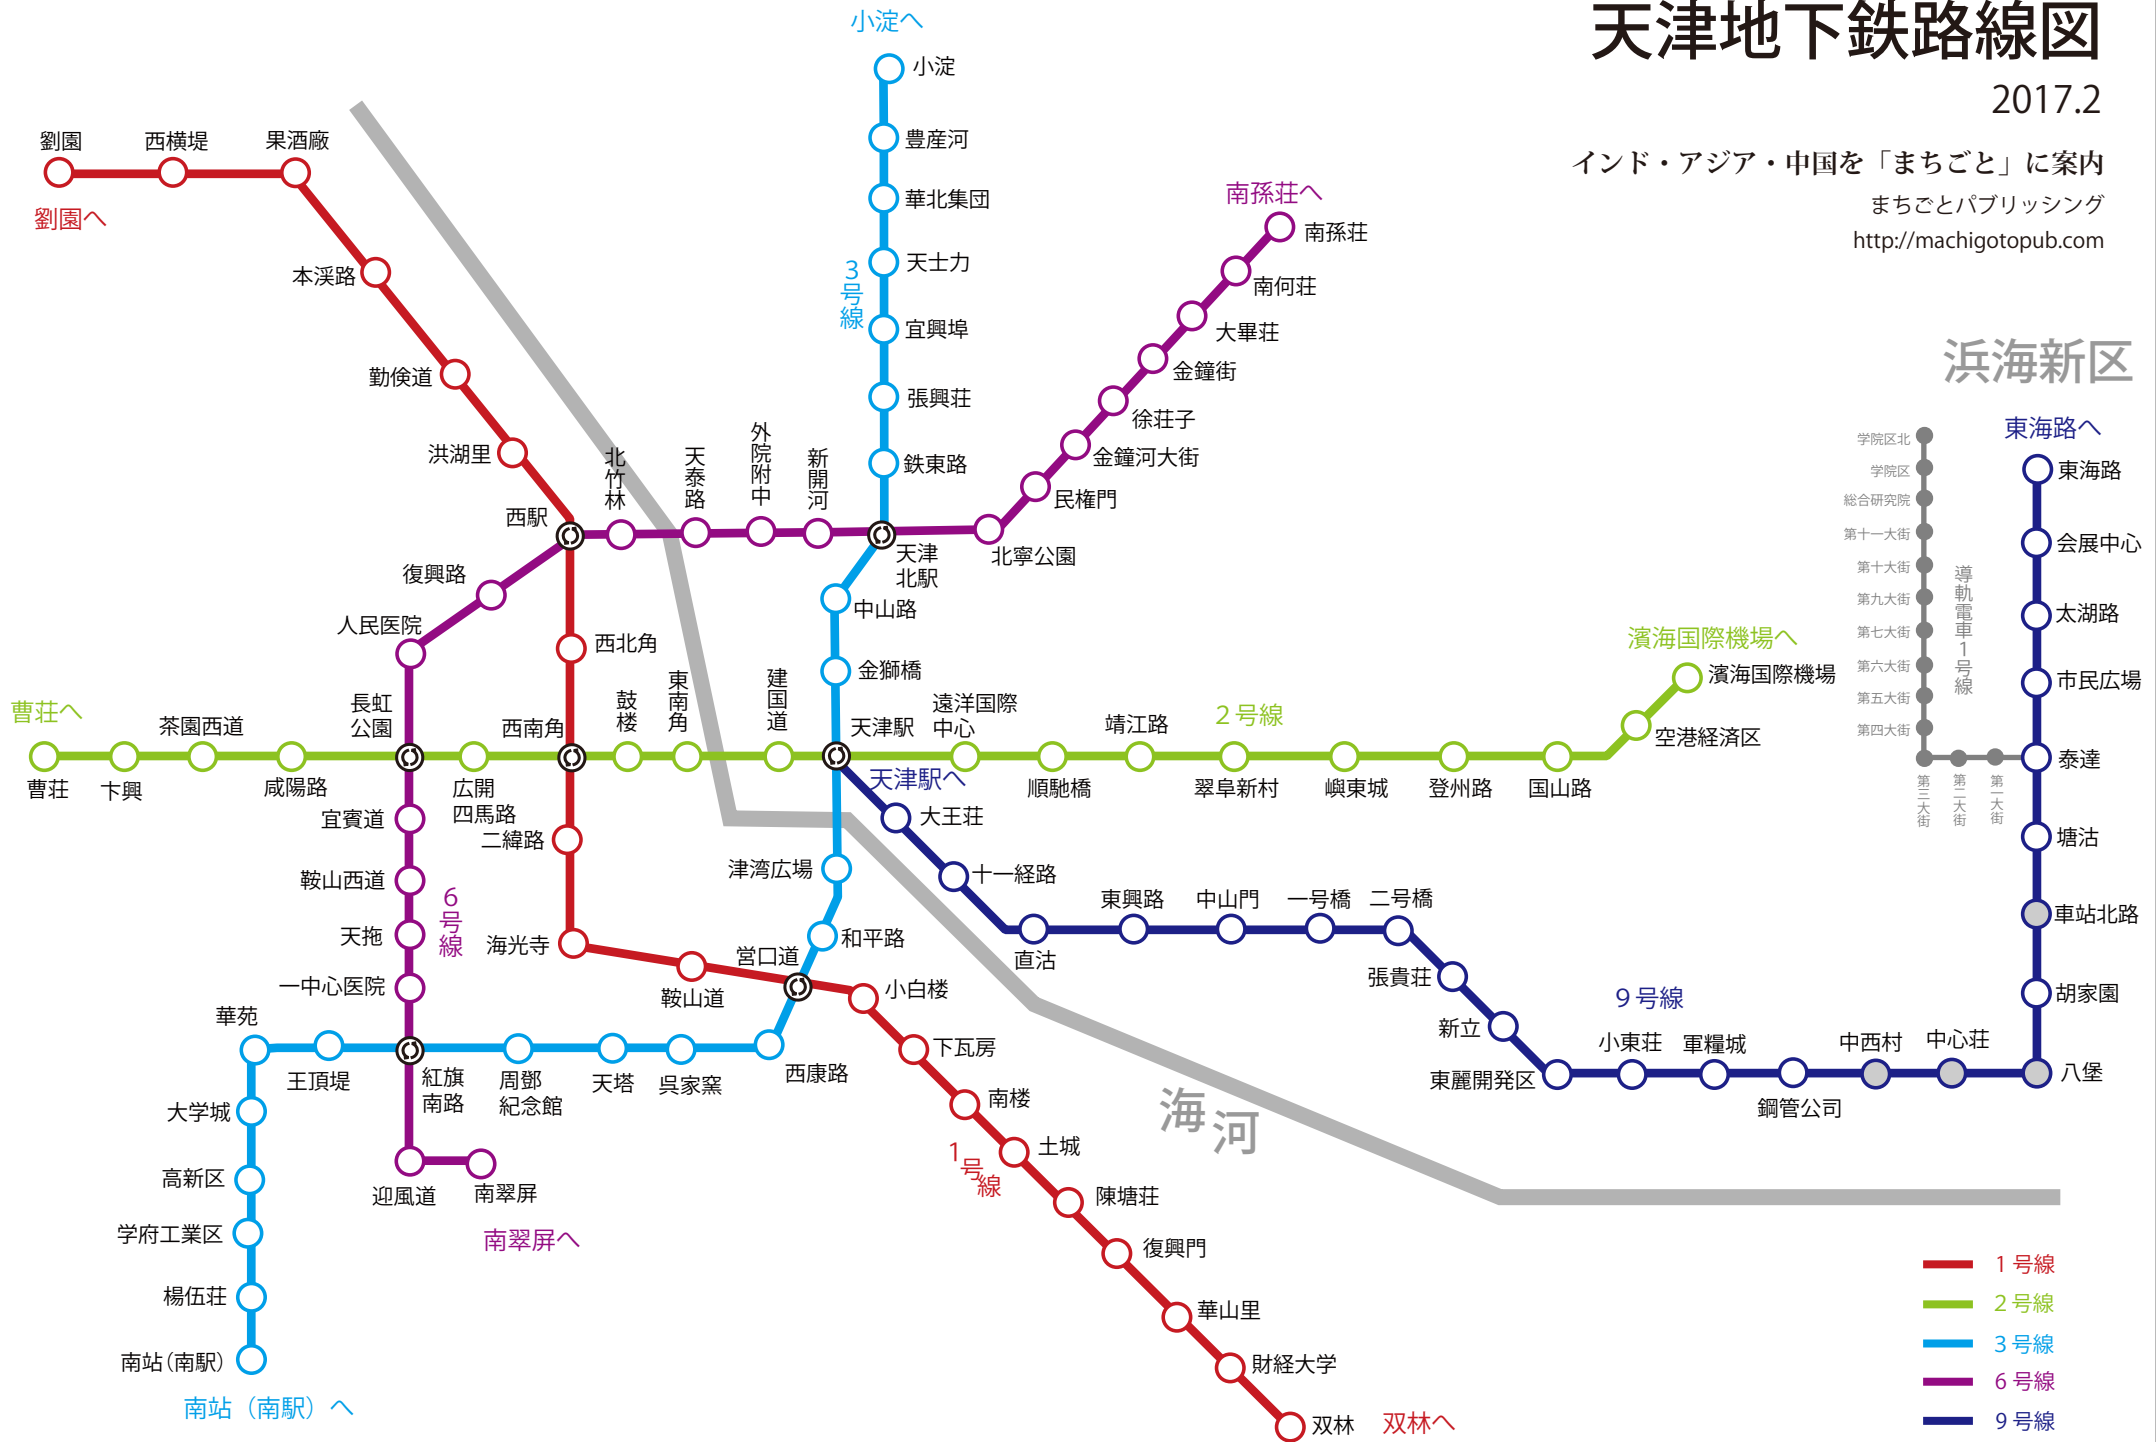 天津地下鉄路線図
2017.2
インド・アジア・中国を「まちごと」に案内
まちごとパブリッシング
http://machigotopub.com
小淀へ
小淀
豊産河
華北集団
天士力
宜興埠
張興荘
鉄東路
3号線
劉園
西横堤
果酒廠
劉園へ
本渓路
勤倹道
洪湖里
西駅
北竹林
天泰路
外院附中
新開河
天津
北駅
北寧公園
民権門
金鐘河大街
徐荘子
金鐘街
大畢荘
南何荘
南孫荘
南孫荘へ
復興路
人民医院
長虹
公園
西北角
中山路
金獅橋
曹荘へ
曹荘
卞興
茶園西道
咸陽路
広開
四馬路
西南角
鼓楼
東南角
建国道
天津駅
遠洋国際
中心
順馳橋
靖江路
2号線
翠阜新村
嶼東城
登州路
国山路
空港経済区
濱海国際機場
濱海国際機場へ
天津駅へ
大王荘
十一経路
直沽
東興路
中山門
一号橋
二号橋
張貴荘
新立
東麗開発区
9号線
小東荘
軍糧城
鋼管公司
中西村
中心荘
八堡
胡家園
車站北路
塘沽
泰達
市民広場
太湖路
会展中心
東海路
東海路へ
浜海新区
学院区北
学院区
総合研究院
第十一大街
第十大街
第九大街
第七大街
第六大街
第五大街
第四大街
第三大街
第二大街
第一大街
導軌電車1号線
宜賓道
鞍山西道
天拖
一中心医院
6号線
二緯路
海光寺
鞍山道
営口道
津湾広場
和平路
小白楼
下瓦房
南楼
土城
陳塘荘
復興門
華山里
財経大学
双林
双林へ
1号線
華苑
王頂堤
紅旗
南路
周鄧
紀念館
天塔
呉家窯
西康路
大学城
高新区
学府工業区
楊伍荘
南站(南駅)
南站(南駅)へ
迎風道
南翠屏
南翠屏へ
海河
1号線
2号線
3号線
6号線
9号線